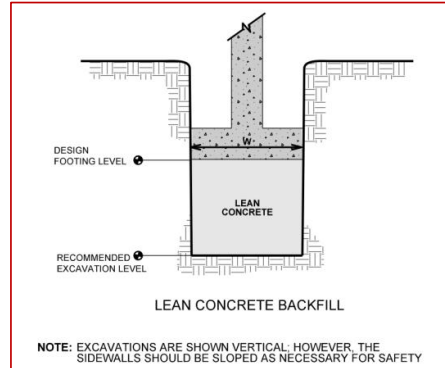 W
DESIGN
FOOTING LEVEL
LEAN
CONCRETE
RECOMMENDED
EXCAVATION LEVEL
LEAN CONCRETE BACKFILL
NOTE: EXCAVATIONS ARE SHOWN VERTICAL; HOWEVER, THE
SIDEWALLS SHOULD BE SLOPED AS NECESSARY FOR SAFETY